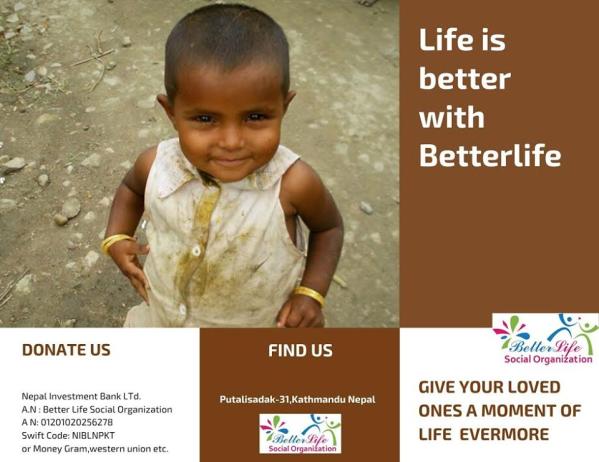 Life is
better
with
Betterlife
Better Life
Social Organization
GIVE YOUR LOVED
ONES A MOMENT OF
LIFE EVERMORE
DONATE US
Nepal Investment Bank LTd.
A.N : Better Life Social Organization
A N: 01201020256278
Swift Code: NIBLNPKT
or Money Gram,western union etc.
FIND US
Putalisadak-31,Kathmandu Nepal
Better Life
Social Organization